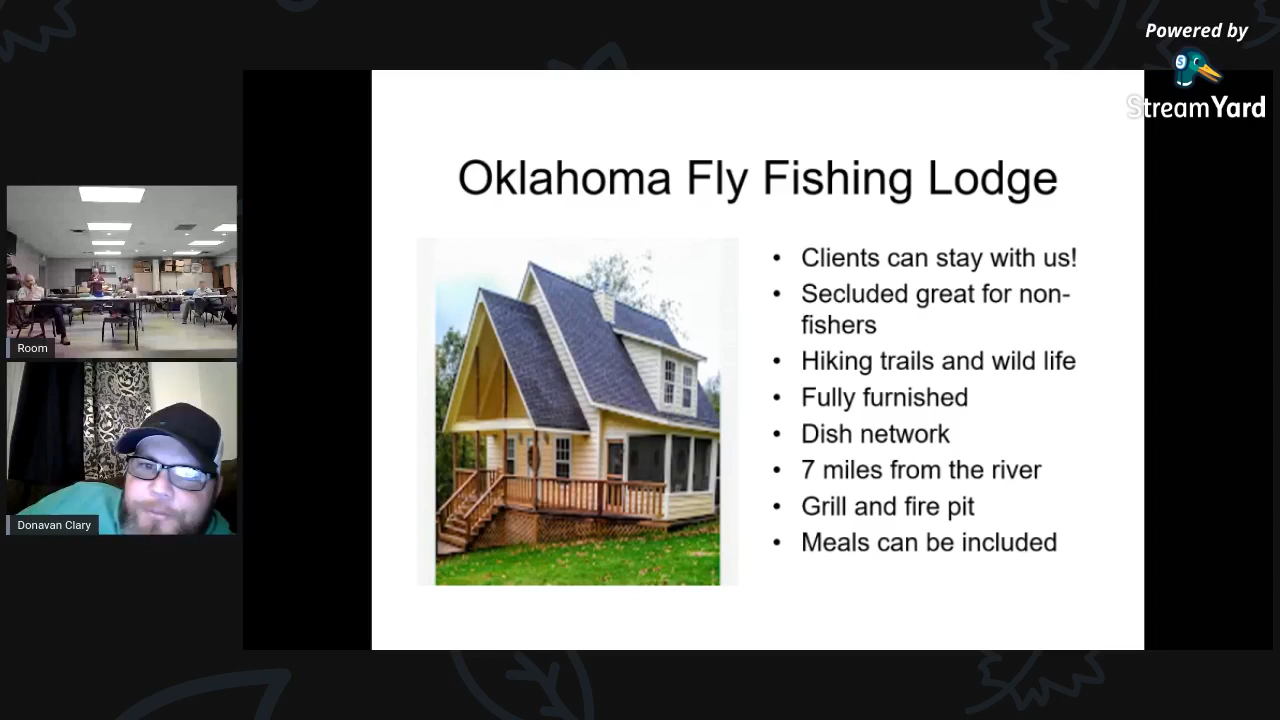 Powered by
StreamYard
Oklahoma Fly Fishing Lodge
• Clients can stay with us!
• Secluded great for non-
fishers
• Hiking trails and wild life
• Fully furnished
• Dish network
• 7 miles from the river
• Grill and fire pit
• Meals can be included
Room
Donavan Clary